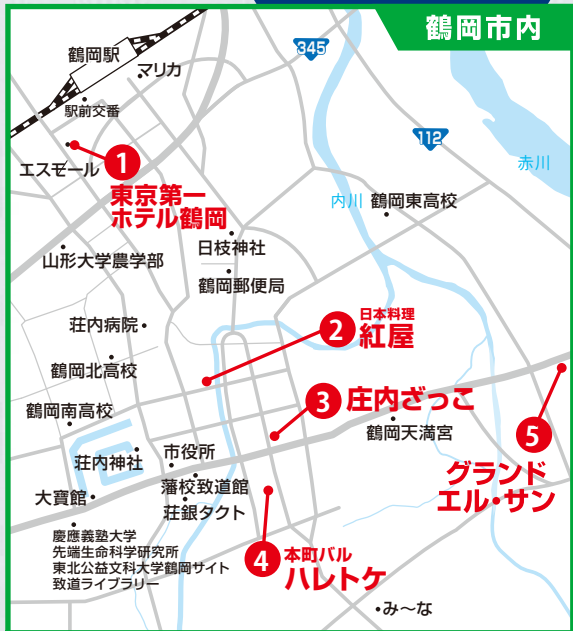 鶴岡市内
345
鶴岡駅
マリカ
駅前交番
112
エスモール
1
東京第一
ホテル鶴岡
赤川
内川
鶴岡東高校
日枝神社
山形大学農学部
鶴岡郵便局
荘内病院
2
日本料理
紅屋
鶴岡北高校
3
庄内ざっこ
鶴岡南高校
鶴岡天満宮
5
グランド
エル・サン
荘内神社
市役所
藩校致道館
大寶館
荘銀タクト
慶應義塾大学
先端生命科学研究所
東北公益文科大学鶴岡サイト
致道ライブラリー
4
本町バル
ハレトケ
み〜な